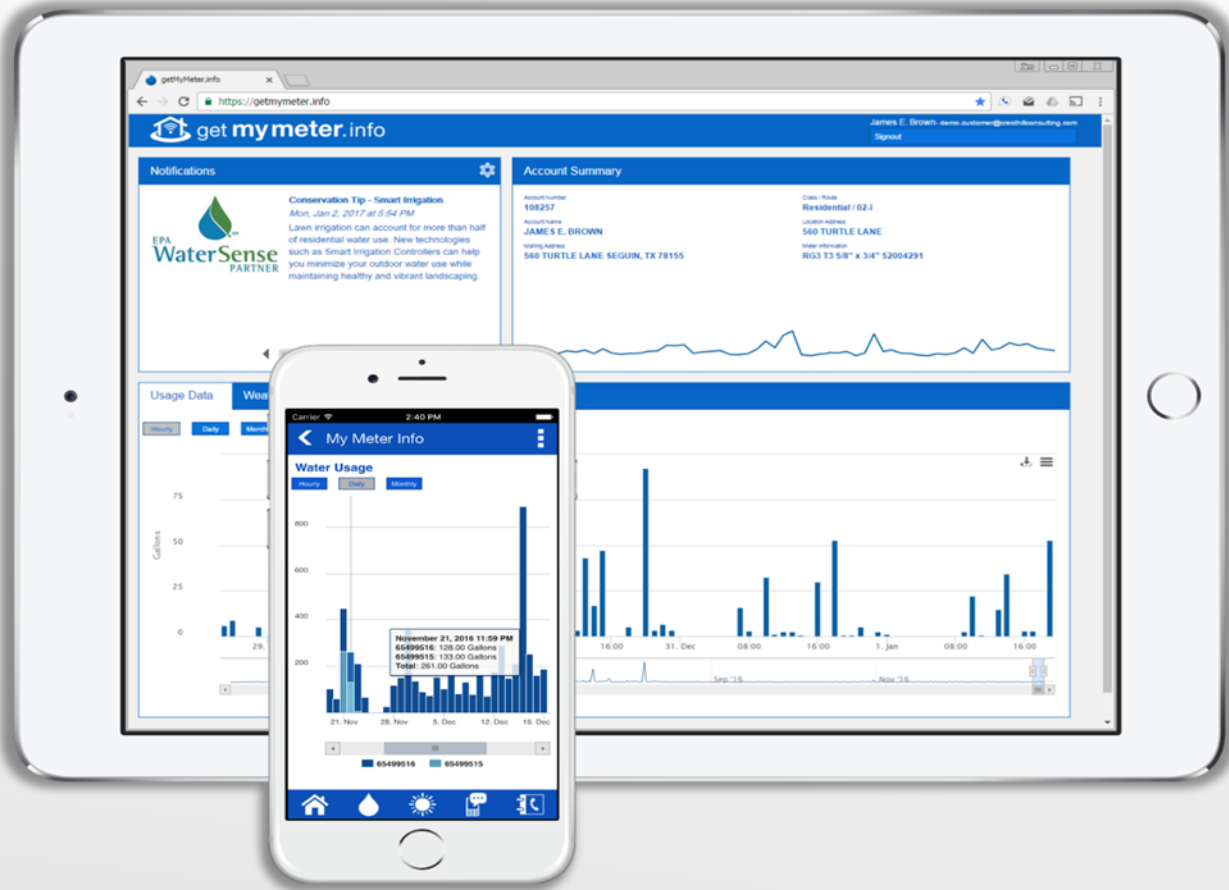 getMyMeter.info
https://getmymeter.info
get my meter.info
James E. Brown- demo.customer@cresthillconsulting.com
Signout
Notifications
Account Summary
EPA
WaterSense
PARTNER
Conservation Tip - Smart Irrigation
Mon, Jan 2, 2017 at 5:54 PM
Lawn irrigation can account for more than half
of residential water use. New technologies
such as Smart Irrigation Controllers can help
you minimize your outdoor water use while
maintaining healthy and vibrant landscaping.
Account Number
108257
Account Name
JAMES E. BROWN
Mailing Address
560 TURTLE LANE SEGUIN, TX 78155
Class / Route
Residential / 02-I
Location Address
560 TURTLE LANE
Meter Information
RG3 T3 5/8" x 3/4" 52004291
Usage Data
Wea
Hourly
Daily
Month
Gallons
75
50
25
0
29.
16:00
31. Dec
08:00
16:00
1. Jan
08:00
16:00
Sep '16
Nov '16
Carrier
2:40 PM
My Meter Info
Water Usage
Hourly
Daily
Monthly
800
600
400
200
November 21, 2016 11:59 PM
65499516: 128.00 Gallons
65499515: 133.00 Gallons
Total: 261.00 Gallons
21. Nov
28. Nov
5. Dec
12. Dec
19. Dec
65499516
65499515